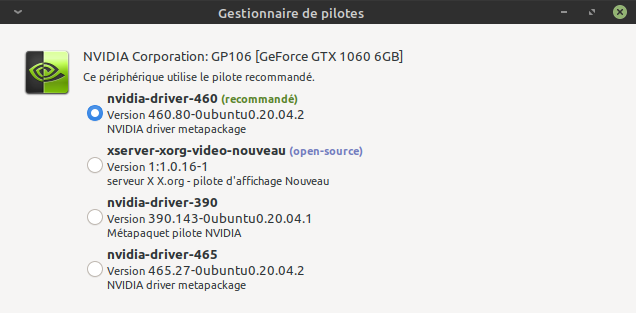 Gestionnaire de pilotes
NVIDIA Corporation: GP106 [GeForce GTX 1060 6GB]
Ce périphérique utilise le pilote recommandé.
nvidia-driver-460 (recommandé)
Version 460.80-0ubuntu0.20.04.2
NVIDIA driver metapackage
xserver-xorg-video-nouveau (open-source)
Version 1:1.0.16-1
serveur X X.org - pilote d'affichage Nouveau
nvidia-driver-390
Version 390.143-0ubuntu0.20.04.1
Métapaquet pilote NVIDIA
nvidia-driver-465
Version 465.27-0ubuntu0.20.04.2
NVIDIA driver metapackage